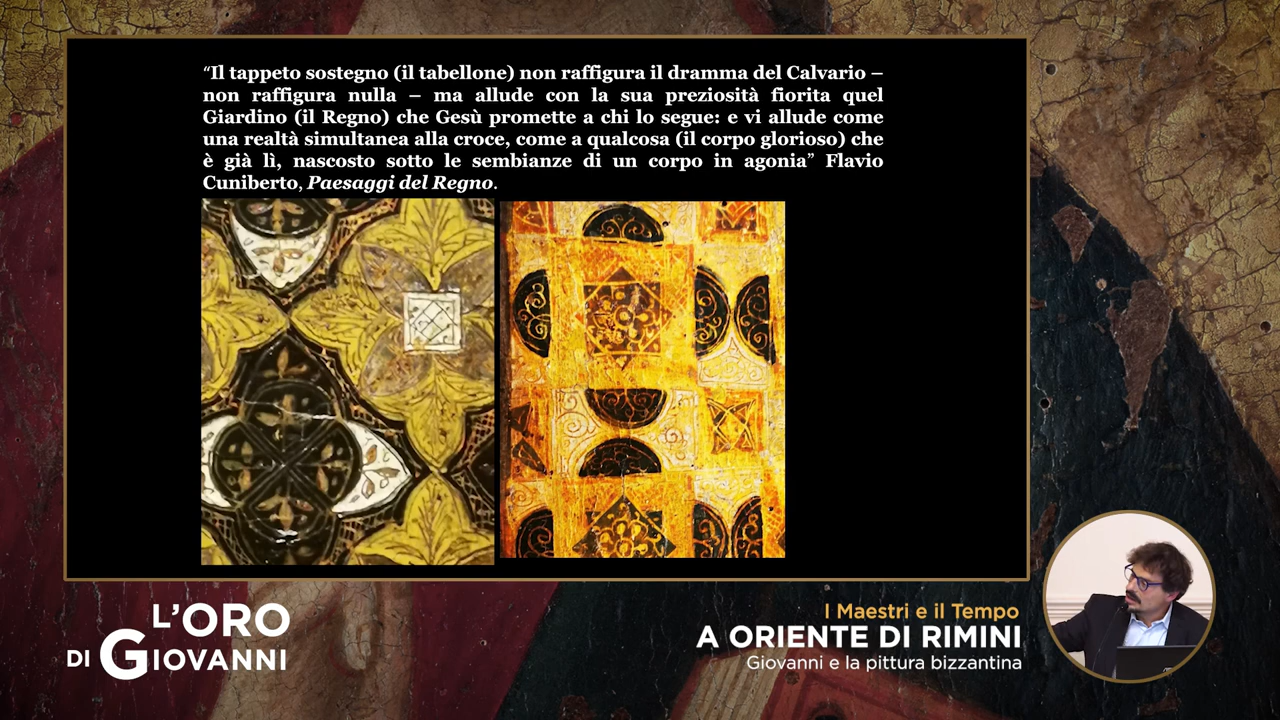 “Il tappeto sostegno (il tabellone) non raffigura il dramma del Calvario –
non raffigura nulla – ma allude con la sua preziosità fiorita quel
Giardino (il Regno) che Gesù promette a chi lo segue: e vi allude come
una realtà simultanea alla croce, come a qualcosa (il corpo glorioso) che
è già lì, nascosto sotto le sembianze di un corpo in agonia” Flavio
Cuniberto, Paesaggi del Regno.
L’ORO
DI GIOVANNI
I Maestri e il Tempo
A ORIENTE DI RIMINI
Giovanni e la pittura bizzantina